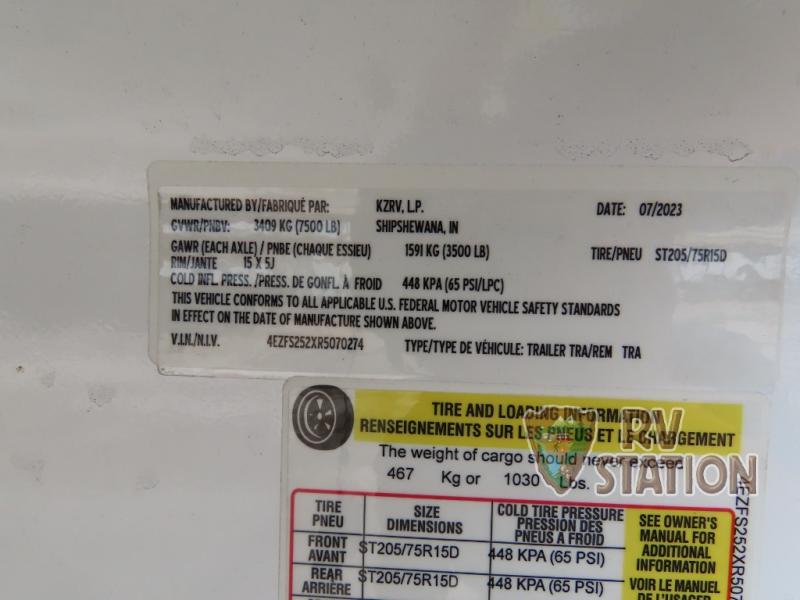 MANUFACTURED BY/FABRIQUÉ PAR: KZRV, L.P. DATE: 07/2023
GVWR/PNBV: 3409 KG (7500 LB) SHIPSHEWANA, IN
GAWR (EACH AXLE) / PNBE (CHAQUE ESSIEU) 1591 KG (3500 LB) TIRE/PNEU ST205/75R15D
RIM/JANTE 15 X 5J
COLD INFL. PRESS. /PRESS. DE GONFL. À FROID 448 KPA (65 PSI/LPC)
THIS VEHICLE CONFORMS TO ALL APPLICABLE U.S. FEDERAL MOTOR VEHICLE SAFETY STANDARDS
IN EFFECT ON THE DATE OF MANUFACTURE SHOWN ABOVE.
V.I.N./N.I.V. 4EZFS252XR5070274 TYPE/TYPE DE VÉHICULE: TRAILER TRA/REM TRA
TIRE AND LOADING INFORMATION
RENSEIGNEMENTS SUR LES PNEUS ET LE CHARGEMENT
The weight of cargo should never exceed
467 Kg or 1030 Lbs.
RV
STATION
TIRE
PNEU
SIZE
DIMENSIONS
COLD TIRE PRESSURE
PRESSION DES
PNEUS A FROID
FRONT
AVANT
ST205/75R15D 448 KPA (65 PSI)
REAR
ARRIÈRE
ST205/75R15D 448 KPA (65 PSI)
SEE OWNER'S
MANUAL FOR
ADDITIONAL
INFORMATION
VOIR LE MANUEL
DE L'USAGER
4EZFS252XR507